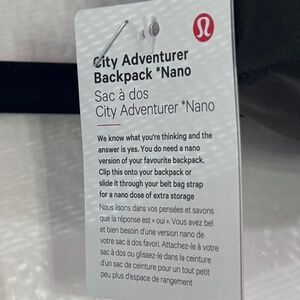 City Adventurer
Backpack *Nano
Sac à dos
City Adventurer *Nano
We know what you're thinking and the
answer is yes. You do need a nano
version of your favourite backpack.
Clip this onto your backpack or
slide it through your belt bag strap
for a nano dose of extra storage
Nous lisons dans vos pensées et savons
que la réponse est « oui ». Vous avez bel
et bien besoin d'une version nano de
votre sac à dos favori. Attachez-le à votre
sac à dos ou glissez-le dans la ceinture
d'un sac de ceinture pour un tout petit
peu plus d'espace de rangement